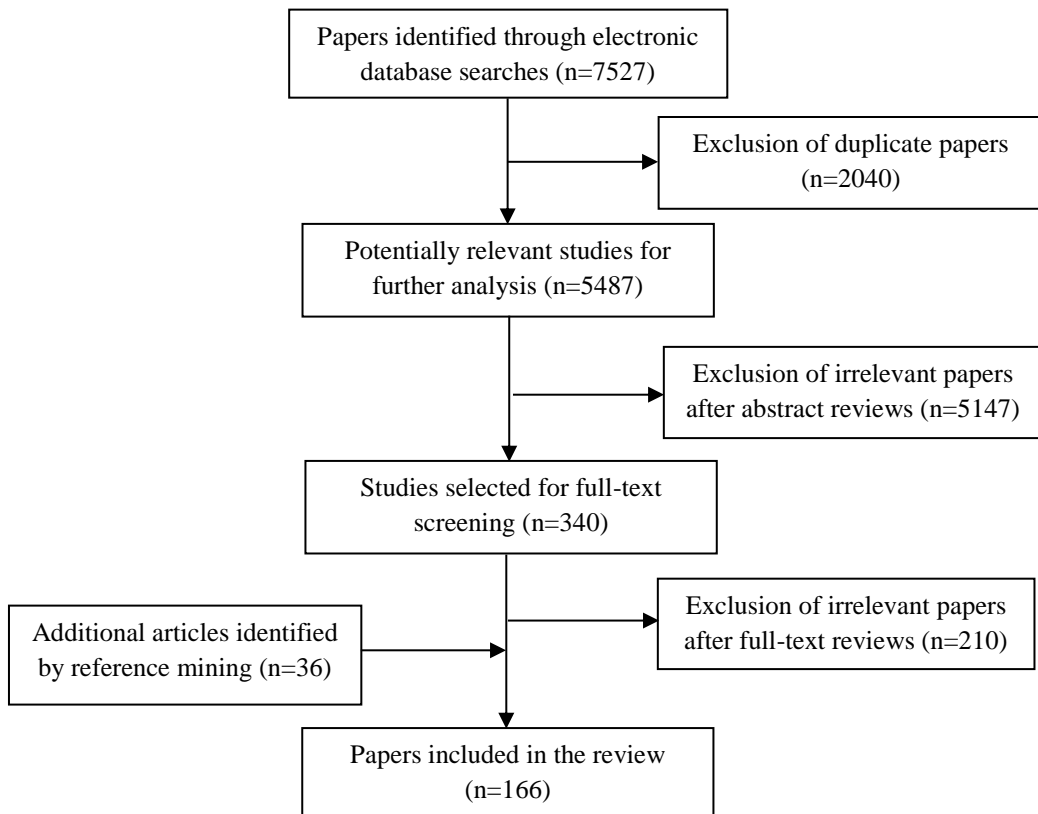 Papers identified through electronic
database searches (n=7527)
Exclusion of duplicate papers
(n=2040)
Potentially relevant studies for
further analysis (n=5487)
Exclusion of irrelevant papers
after abstract reviews (n=5147)
Studies selected for full-text
screening (n=340)
Exclusion of irrelevant papers
after full-text reviews (n=210)
Additional articles identified
by reference mining (n=36)
Papers included in the review
(n=166)